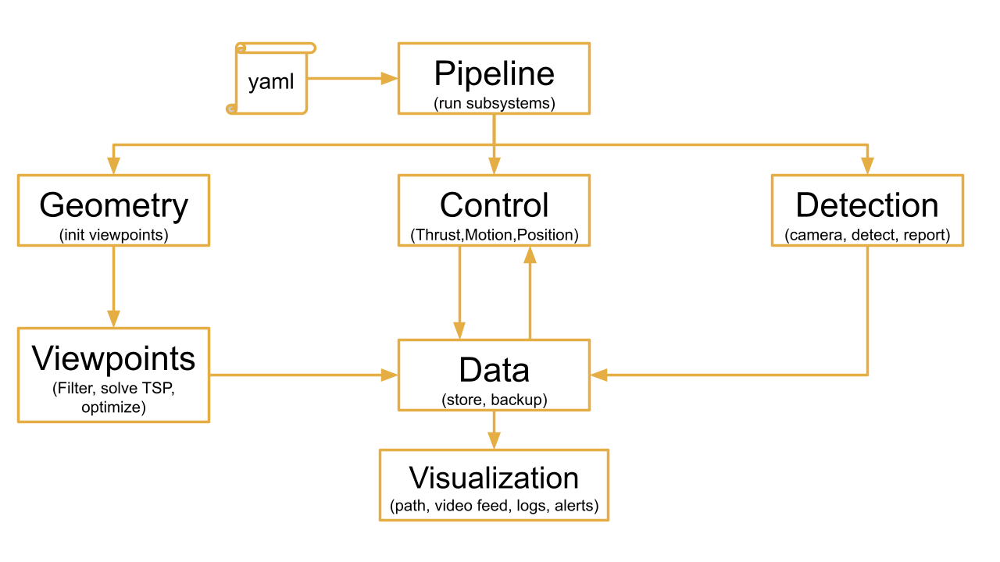 yaml
Pipeline
(run subsystems)
Geometry
(init viewpoints)
Control
(Thrust,Motion,Position)
Detection
(camera, detect, report)
Viewpoints
(Filter, solve TSP,
optimize)
Data
(store, backup)
Visualization
(path, video feed, logs, alerts)